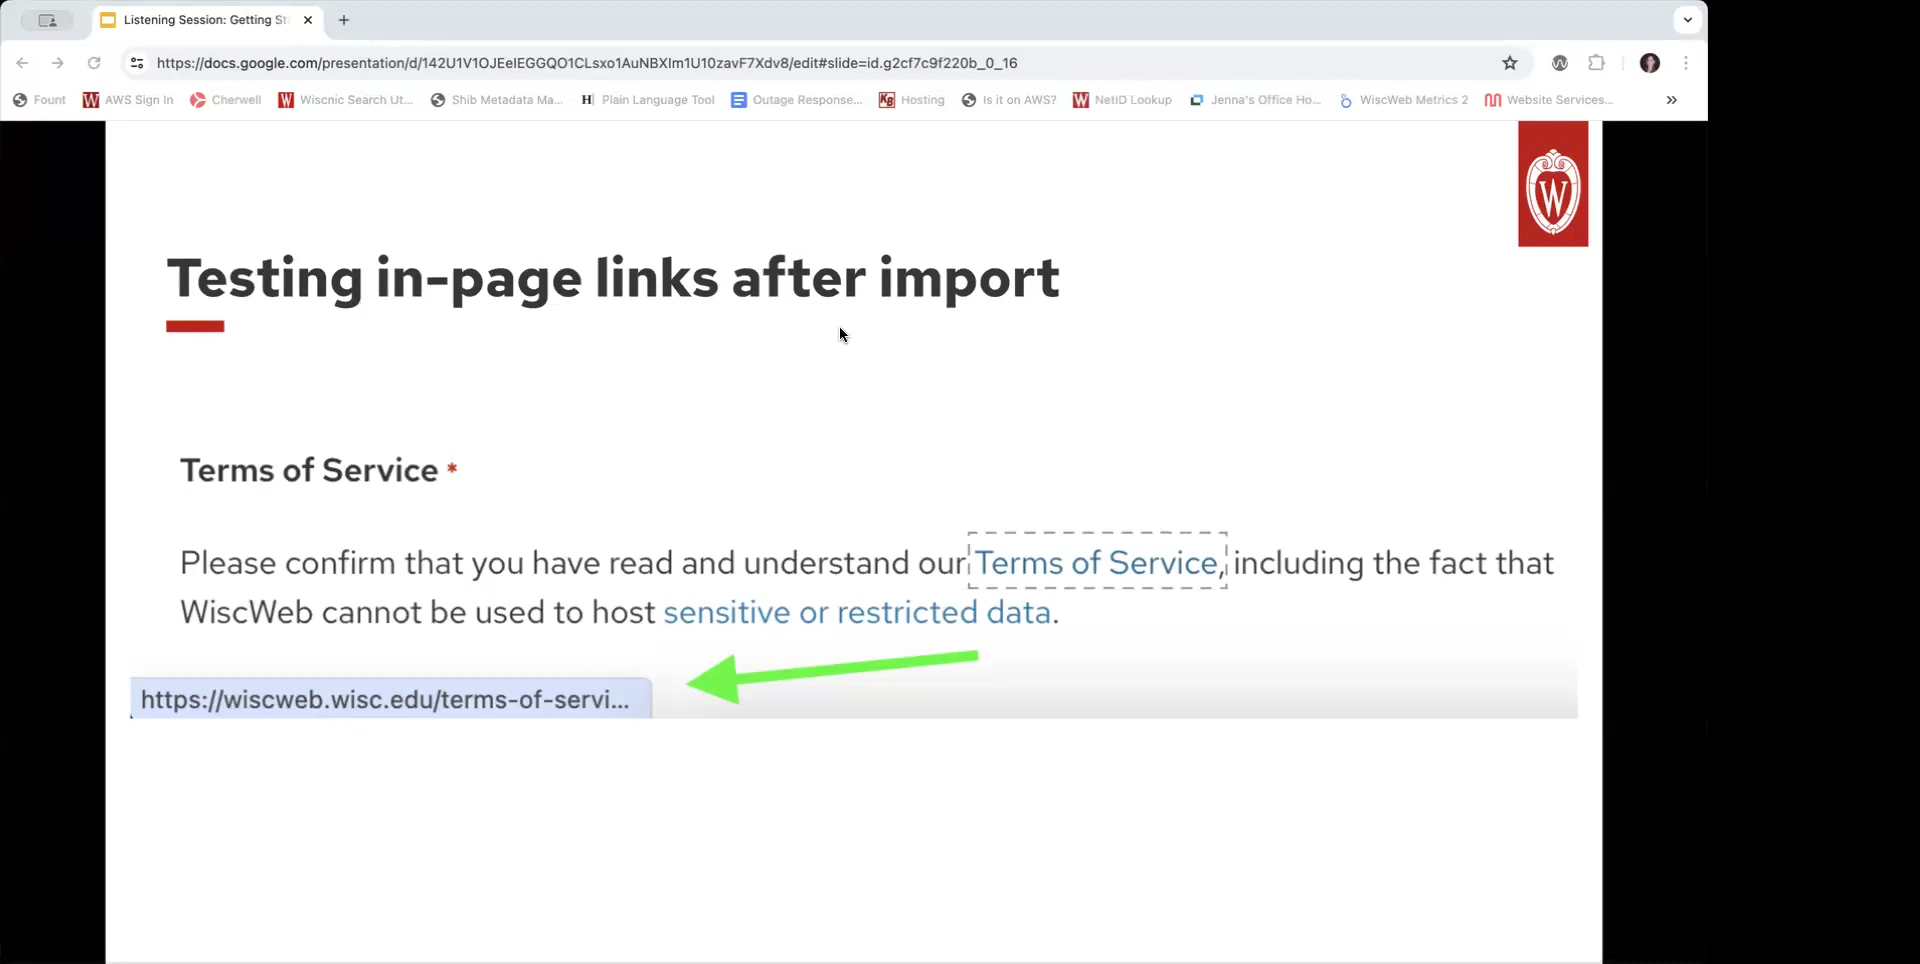 Listening Session: Getting St
https://docs.google.com/presentation/d/142U1V1OJEeIEGGQO1CLsxo1AuNBXIm1U10zavF7Xdv8/edit#slide=id.g2cf7c9f220b_0_16
Fount AWS Sign In Cherwell Wiscnic Search Ut... Shib Metadata Ma... Plain Language Tool Outage Response... KB Hosting Is it on AWS? NetID Lookup Jenna's Office Ho... WiscWeb Metrics 2 Website Services...
W
Testing in-page links after import
Terms of Service *
Please confirm that you have read and understand our Terms of Service, including the fact that
WiscWeb cannot be used to host sensitive or restricted data.
https://wiscweb.wisc.edu/terms-of-servi...